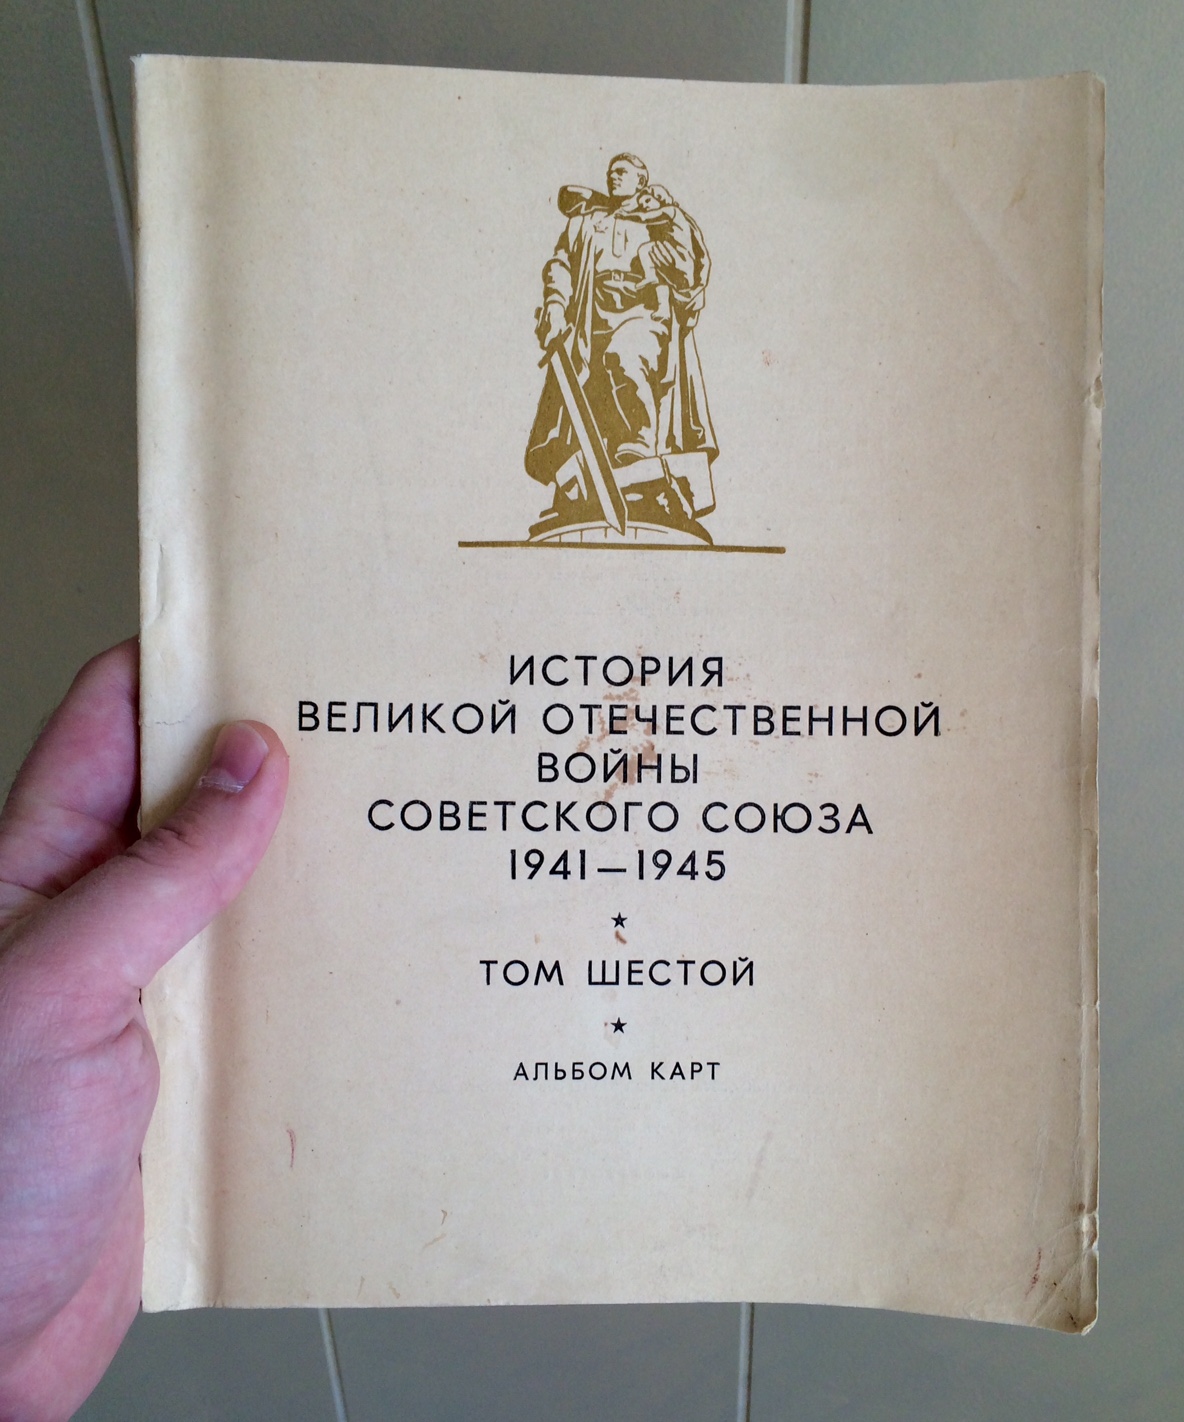 ИСТОРИЯ
ВЕЛИКОЙ ОТЕЧЕСТВЕННОЙ
ВОЙНЫ
СОВЕТСКОГО СОЮЗА
1941—1945
★
ТОМ ШЕСТОЙ
★
АЛЬБОМ КАРТ